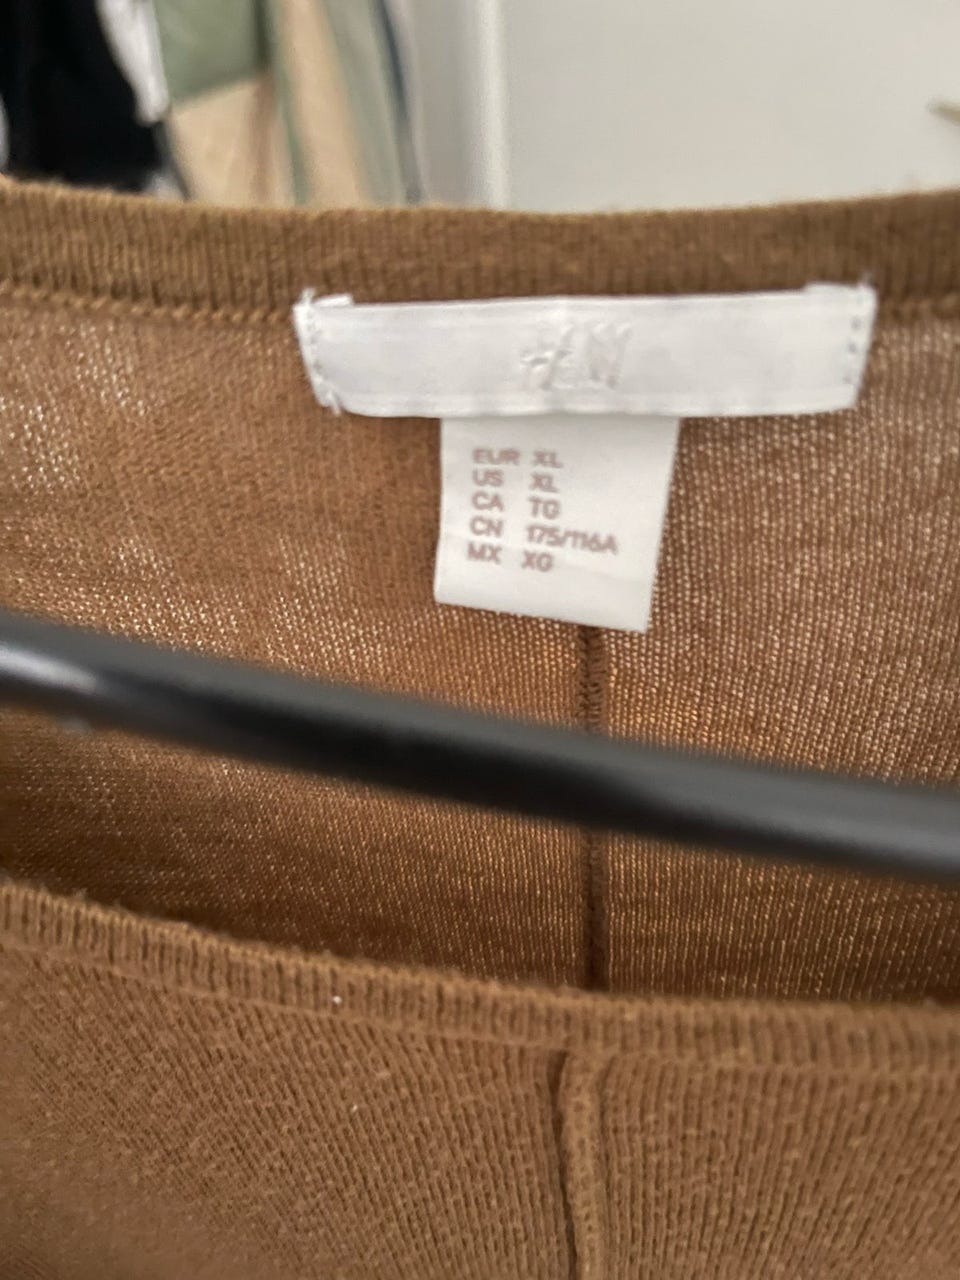 H&M
EUR XL
US XL
CA TG
CN 175/116A
MX XG